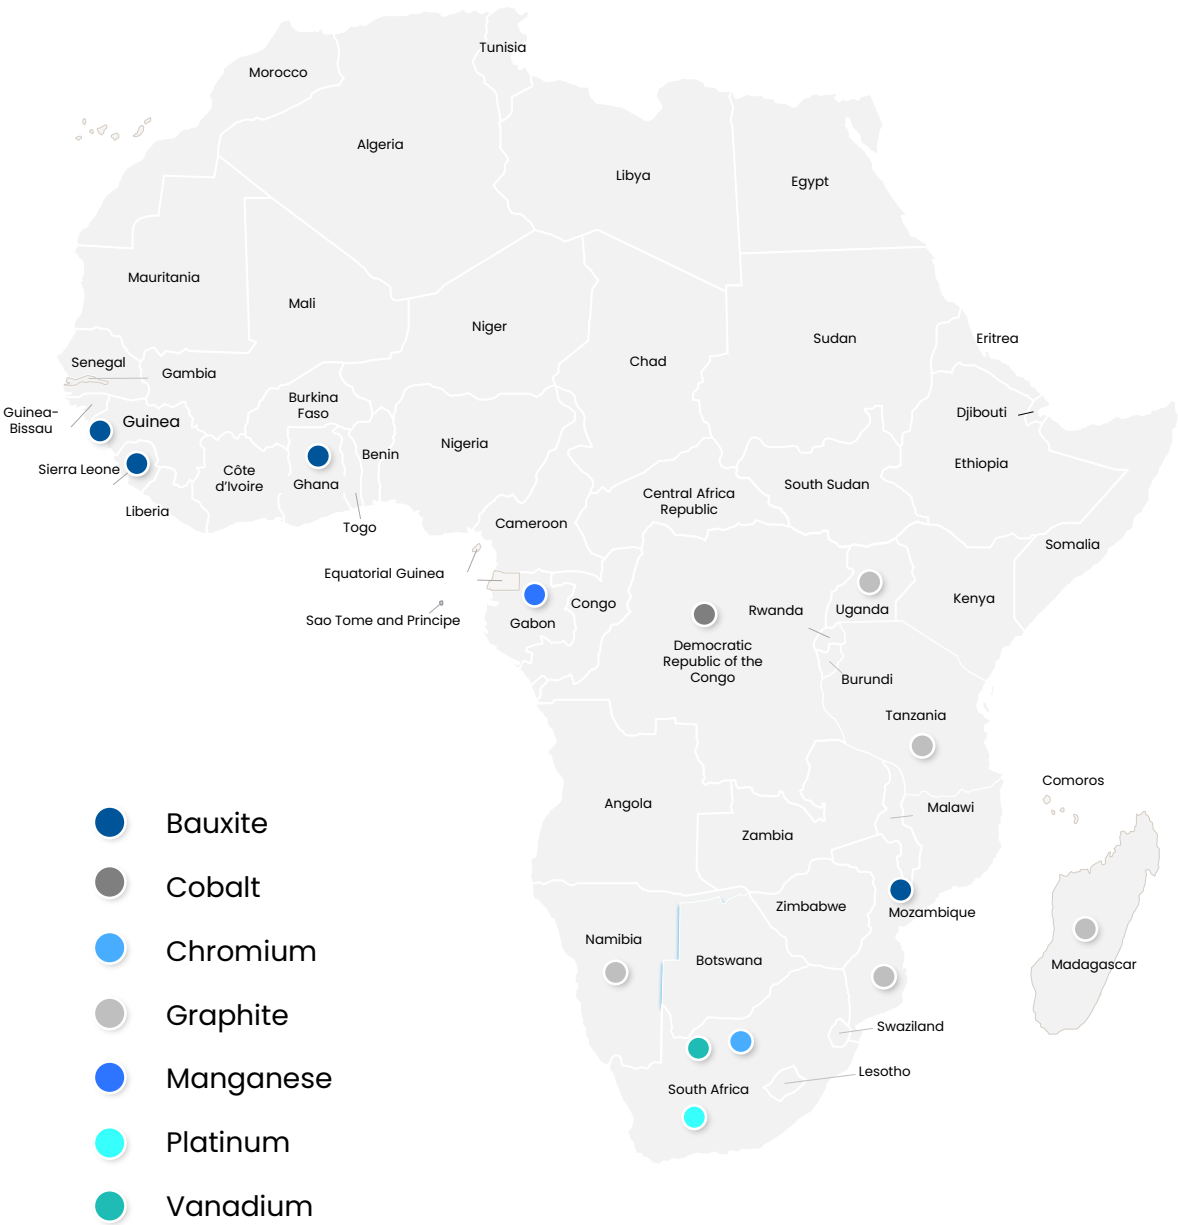 Tunisia
Morocco
Algeria
Libya
Egypt
Mauritania
Mali
Niger
Chad
Sudan
Eritrea
Senegal
Gambia
Guinea-
Bissau
Guinea
Burkina
Faso
Djibouti
Sierra Leone
Côte
d’Ivoire
Ghana
Benin
Nigeria
Ethiopia
Liberia
Togo
Cameroon
Central Africa
Republic
South Sudan
Somalia
Equatorial Guinea
Sao Tome and Principe
Gabon
Congo
Rwanda
Uganda
Kenya
Democratic
Republic of the
Congo
Burundi
Tanzania
Comoros
Angola
Malawi
Zambia
Zimbabwe
Mozambique
Namibia
Botswana
Madagascar
Swaziland
Lesotho
South Africa
Bauxite
Cobalt
Chromium
Graphite
Manganese
Platinum
Vanadium